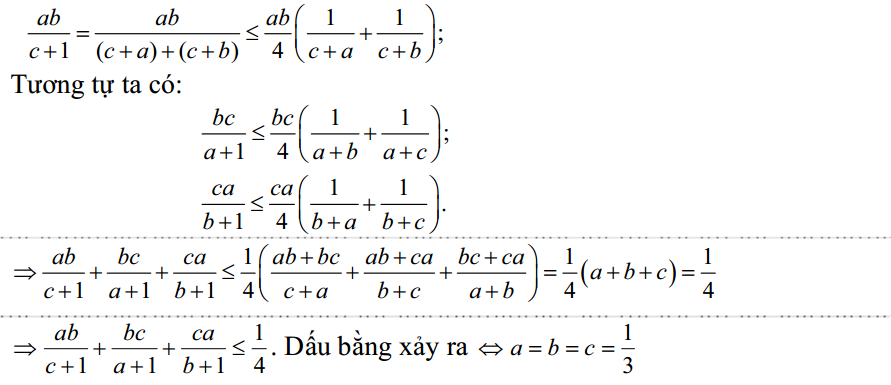 $\frac{ab}{c+1}=\frac{ab}{(c+a)+(c+b)}\le\frac{ab}{4}\left(\frac{1}{c+a}+\frac{1}{c+b}\right);$
Tương tự ta có:
$\frac{bc}{a+1}\le\frac{bc}{4}\left(\frac{1}{a+b}+\frac{1}{a+c}\right);$
$\frac{ca}{b+1}\le\frac{ca}{4}\left(\frac{1}{b+a}+\frac{1}{b+c}\right).$
$\Rightarrow\frac{ab}{c+1}+\frac{bc}{a+1}+\frac{ca}{b+1}\le\frac{1}{4}\left(\frac{ab+bc}{c+a}+\frac{ab+ca}{b+c}+\frac{bc+ca}{a+b}\right)=\frac{1}{4}(a+b+c)=\frac{1}{4}$
$\Rightarrow\frac{ab}{c+1}+\frac{bc}{a+1}+\frac{ca}{b+1}\le\frac{1}{4}$. Dấu bằng xảy ra $\Leftrightarrow a=b=c=\frac{1}{3}$